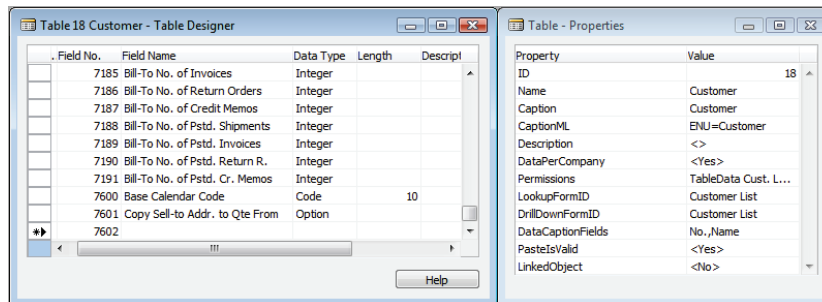 Table 18 Customer - Table Designer
. Field No. Field Name Data Type Length Descript
7185 Bill-To No. of Invoices Integer
7186 Bill-To No. of Return Orders Integer
7187 Bill-To No. of Credit Memos Integer
7188 Bill-To No. of Pstd. Shipments Integer
7189 Bill-To No. of Pstd. Invoices Integer
7190 Bill-To No. of Pstd. Return R. Integer
7191 Bill-To No. of Pstd. Cr. Memos Integer
7600 Base Calendar Code Code 10
7601 Copy Sell-to Addr. to Qte From Option
7602
Help
Table - Properties
Property Value
ID 18
Name Customer
Caption Customer
CaptionML ENU=Customer
Description <>
DataPerCompany <Yes>
Permissions TableData Cust. L...
LookupFormID Customer List
DrillDownFormID Customer List
DataCaptionFields No.,Name
PasteIsValid <Yes>
LinkedObject <No>